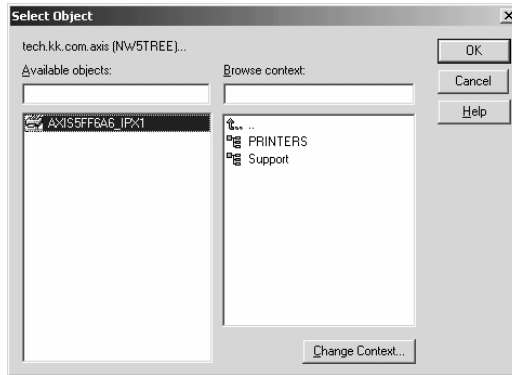 Select Object
tech.kk.com.axis (NW5TREE)...
Available objects:
Browse context:
OK
Cancel
Help
AXIS5FF6A6_IPX1
..
PRINTERS
Support
Change Context...